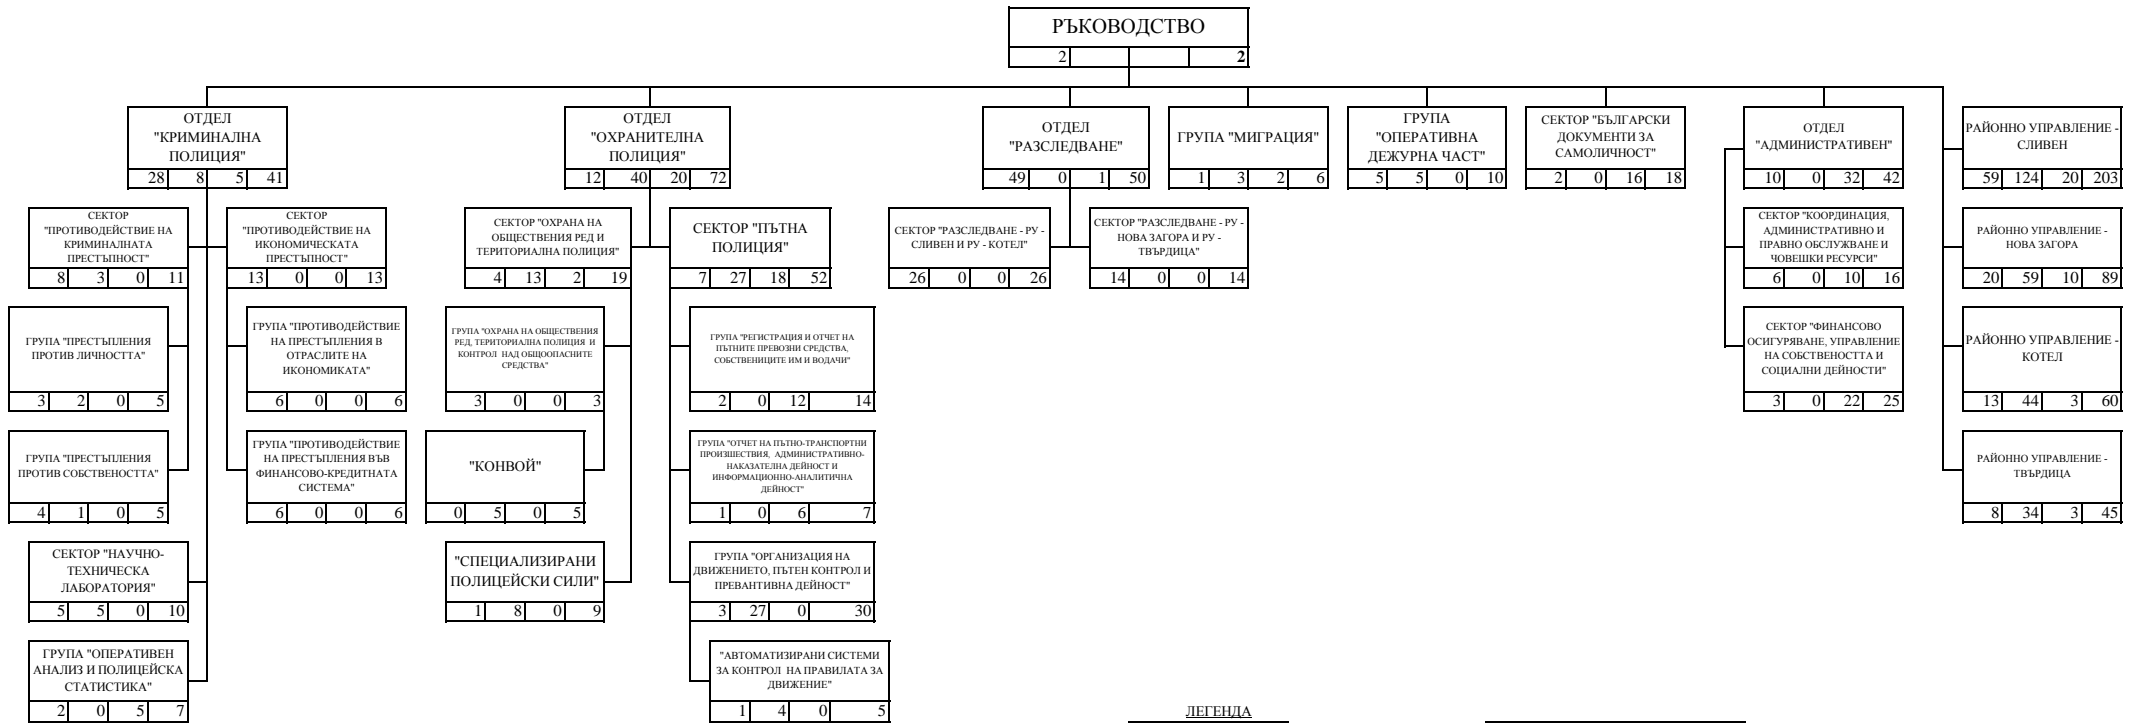 РЪКОВОДСТВО
2 2
ОТДЕЛ
"КРИМИНАЛНА
ПОЛИЦИЯ"
28 8 5 41
ОТДЕЛ
"ОХРАНИТЕЛНА
ПОЛИЦИЯ"
12 40 20 72
ОТДЕЛ
"РАЗСЛЕДВАНЕ"
49 0 1 50
ГРУПА "МИГРАЦИЯ"
1 3 2 6
ГРУПА
"ОПЕРАТИВНА
ДЕЖУРНА ЧАСТ"
5 5 0 10
СЕКТОР "БЪЛГАРСКИ
ДОКУМЕНТИ ЗА
САМОЛИЧНОСТ"
2 0 16 18
ОТДЕЛ
"АДМИНИСТРАТИВЕН"
10 0 32 42
РАЙОННО УПРАВЛЕНИЕ -
СЛИВЕН
59 124 20 203
СЕКТОР
"ПРОТИВОДЕЙСТВИЕ НА
КРИМИНАЛНАТА
ПРЕСТЪПНОСТ"
8 3 0 11
СЕКТОР
"ПРОТИВОДЕЙСТВИЕ НА
ИКОНОМИЧЕСКАТА
ПРЕСТЪПНОСТ"
13 0 0 13
СЕКТОР "ОХРАНА НА
ОБЩЕСТВЕНИЯ РЕД И
ТЕРИТОРИАЛНА ПОЛИЦИЯ"
4 13 2 19
СЕКТОР "ПЪТНА
ПОЛИЦИЯ"
7 27 18 52
СЕКТОР "РАЗСЛЕДВАНЕ - РУ -
СЛИВЕН И РУ - КОТЕЛ"
26 0 0 26
СЕКТОР "РАЗСЛЕДВАНЕ - РУ -
НОВА ЗАГОРА И РУ -
ТВЪРДИЦА"
14 0 0 14
СЕКТОР "КООРДИНАЦИЯ,
АДМИНИСТРАТИВНО И
ПРАВНО ОБСЛУЖВАНЕ И
ЧОВЕШКИ РЕСУРСИ"
6 0 10 16
РАЙОННО УПРАВЛЕНИЕ -
НОВА ЗАГОРА
20 59 10 89
ГРУПА "ПРЕСТЪПЛЕНИЯ
ПРОТИВ ЛИЧНОСТТА"
3 2 0 5
ГРУПА "ПРОТИВОДЕЙСТВИЕ
НА ПРЕСТЪПЛЕНИЯ В
ОТРАСЛИТЕ НА
ИКОНОМИКАТА"
6 0 0 6
ГРУПА "ОХРАНА НА ОБЩЕСТВЕНИЯ
РЕД, ТЕРИТОРИАЛНА ПОЛИЦИЯ И
КОНТРОЛ НАД ОБЩООПАСНИТЕ
СРЕДСТВА"
3 0 0 3
ГРУПА "РЕГИСТРАЦИЯ И ОТЧЕТ НА
ПЪТНИТЕ ПРЕВОЗНИ СРЕДСТВА,
СОБСТВЕНИЦИТЕ ИМ И ВОДАЧИ"
2 0 12 14
СЕКТОР "ФИНАНСОВО
ОСИГУРЯВАНЕ, УПРАВЛЕНИЕ
НА СОБСТВЕНОСТТА И
СОЦИАЛНИ ДЕЙНОСТИ"
3 0 22 25
РАЙОННО УПРАВЛЕНИЕ -
КОТЕЛ
13 44 3 60
ГРУПА "ПРЕСТЪПЛЕНИЯ
ПРОТИВ СОБСТВЕНОСТТА"
4 1 0 5
ГРУПА "ПРОТИВОДЕЙСТВИЕ
НА ПРЕСТЪПЛЕНИЯ ВЪВ
ФИНАНСОВО-КРЕДИТНАТА
СИСТЕМА"
6 0 0 6
"КОНВОЙ"
0 5 0 5
ГРУПА "ОТЧЕТ НА ПЪТНО-ТРАНСПОРТНИ
ПРОИЗШЕСТВИЯ, АДМИНИСТРАТИВНО-
НАКАЗАТЕЛНА ДЕЙНОСТ И
ИНФОРМАЦИОННО-АНАЛИТИЧНА
ДЕЙНОСТ"
1 0 6 7
РАЙОННО УПРАВЛЕНИЕ -
ТВЪРДИЦА
8 34 3 45
СЕКТОР "НАУЧНО-
ТЕХНИЧЕСКА
ЛАБОРАТОРИЯ"
5 5 0 10
"СПЕЦИАЛИЗИРАНИ
ПОЛИЦЕЙСКИ СИЛИ"
1 8 0 9
ГРУПА "ОРГАНИЗАЦИЯ НА
ДВИЖЕНИЕТО, ПЪТЕН КОНТРОЛ И
ПРЕВАНТИВНА ДЕЙНОСТ"
3 27 0 30
ГРУПА "ОПЕРАТИВЕН
АНАЛИЗ И ПОЛИЦЕЙСКА
СТАТИСТИКА"
2 0 5 7
"АВТОМАТИЗИРАНИ СИСТЕМИ
ЗА КОНТРОЛ НА ПРАВИЛАТА ЗА
ДВИЖЕНИЕ"
1 4 0 5
ЛЕГЕНДА